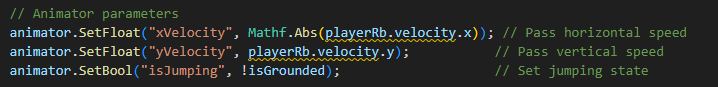 // Animator parameters
animator.SetFloat("xVelocity", Mathf.Abs(playerRb.velocity.x)); // Pass horizontal speed
animator.SetFloat("yVelocity", playerRb.velocity.y);            // Pass vertical speed
animator.SetBool("isJumping", !isGrounded);                     // Set jumping state